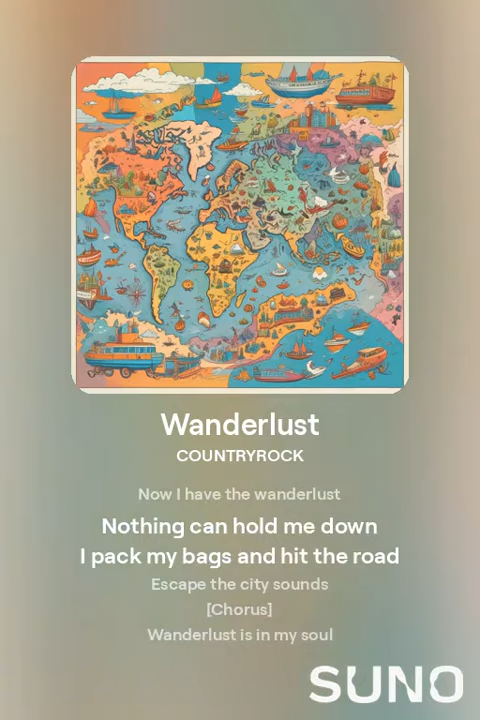 Wanderlust
COUNTRYROCK
Now I have the wanderlust
Nothing can hold me down
I pack my bags and hit the road
Escape the city sounds
[Chorus]
Wanderlust is in my soul
SUNO